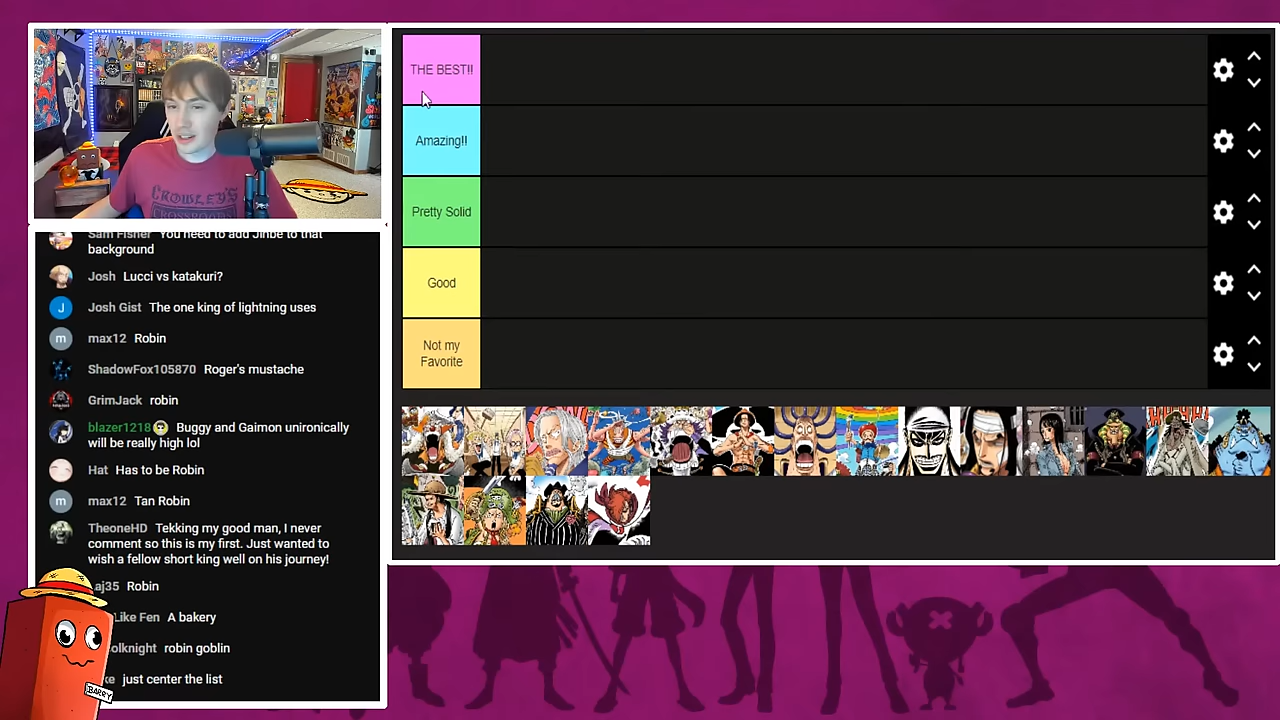 CROWLEY'S
CROSSROADS
Sam Fisher You need to add Jinbe to that
background
Josh Lucci vs katakuri?
J
Josh Gist The one king of lightning uses
m
max12 Robin
ShadowFox105870 Roger's mustache
GrimJack robin
blazer1218 Buggy and Gaimon unironically
will be really high lol
Hat Has to be Robin
m
max12 Tan Robin
TheoneHD Tekking my good man, I never
comment so this is my first. Just wanted to
wish a fellow short king well on his journey!
aj35 Robin
Like Fen A bakery
olknight robin goblin
ke just center the list
BARRY
THE BEST!!
Amazing!!
Pretty Solid
Good
Not my
Favorite